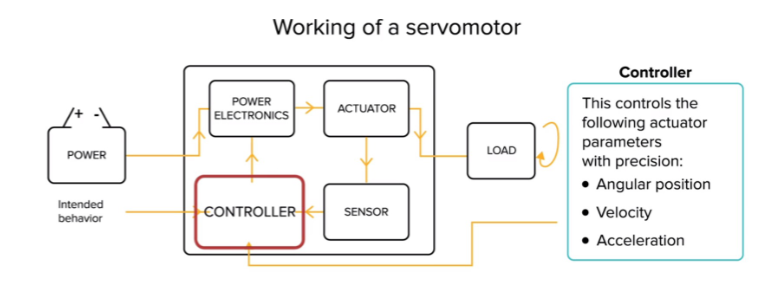 Working of a servomotor
Controller
/+ -\
POWER
ELECTRONICS
ACTUATOR
POWER
LOAD
Intended
behavior
CONTROLLER
SENSOR
This controls the
following actuator
parameters
with precision:
• Angular position
• Velocity
• Acceleration